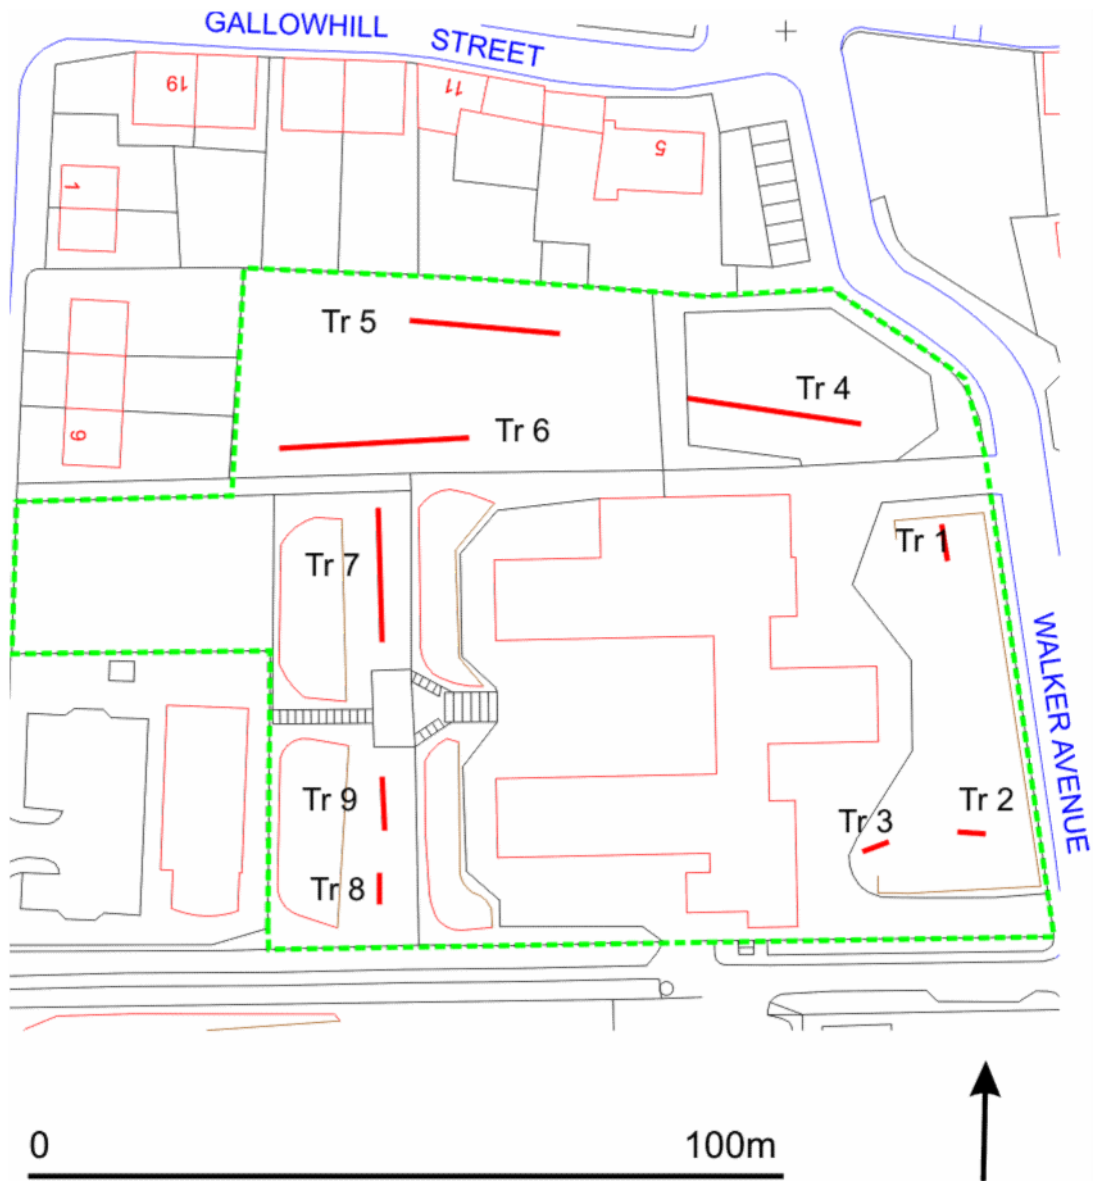 GALLOWHILL STREET
19
11
5
1
Tr 5
Tr 4
Tr 6
9
Tr 1
Tr 7
WALKER AVENUE
Tr 9
Tr 2
Tr 3
Tr 8
0 100m